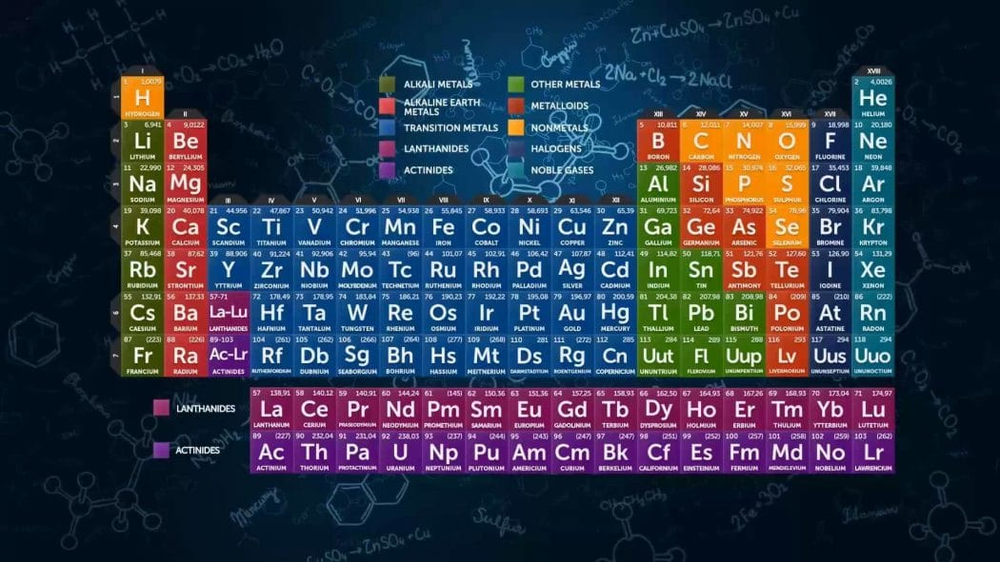 Zn+CuSO₄→ZnSO₄+Cu
2Na+Cl₂→2NaCl
I XVIII
ALKALI METALS OTHER METALS
ALKALINE EARTH METALS METALLOIDS
TRANSITION METALS NONMETALS
LANTHANIDES HALOGENS
ACTINIDES NOBLE GASES
1 1,0079 2 4,0026
1 H He
HYDROGEN HELIUM
II XIII XIV XV XVI XVII
3 6,941 4 9,0122 5 10,811 6 12,011 7 14,007 8 15,999 9 18,998 10 20,180
2 Li Be B C N O F Ne
LITHIUM BERYLLIUM BORON CARBON NITROGEN OXYGEN FLUORINE NEON
11 22,990 12 24,305 13 26,982 14 28,086 15 30,974 16 32,065 17 35,453 18 39,848
3 Na Mg Al Si P S Cl Ar
SODIUM MAGNESIUM ALUMINIUM SILICON PHOSPHORUS SULPHUR CHLORINE ARGON
III IV V VI VII VIII IX X XI XII
19 39,098 20 40,078 21 44,956 22 47,867 23 50,942 24 51,996 25 54,938 26 55,845 27 58,933 28 58,693 29 63,546 30 65,39 31 69,723 32 72,64 33 74,922 34 78,96 35 79,904 36 83,798
4 K Ca Sc Ti V Cr Mn Fe Co Ni Cu Zn Ga Ge As Se Br Kr
POTASSIUM CALCIUM SCANDIUM TITANIUM VANADIUM CHROMIUM MANGANESE IRON COBALT NICKEL COPPER ZINC GALLIUM GERMANIUM ARSENIC SELENIUM BROMINE KRYPTON
37 85,468 38 87,62 39 88,906 40 91,224 41 92,906 42 95,94 43 (96) 44 101,07 45 102,91 46 106,42 47 107,87 48 112,41 49 114,82 50 118,71 51 121,76 52 127,60 53 126,90 54 131,29
5 Rb Sr Y Zr Nb Mo Tc Ru Rh Pd Ag Cd In Sn Sb Te I Xe
RUBIDIUM STRONTIUM YTTRIUM ZIRCONIUM NIOBIUM MOLYBDENUM TECHNETIUM RUTHENIUM RHODIUM PALLADIUM SILVER CADMIUM INDIUM TIN ANTIMONY TELLURIUM IODINE XENON
55 132,91 56 137,33 57-71 72 178,49 73 178,95 74 183,84 75 186,21 76 190,23 77 192,22 78 195,08 79 196,97 80 200,59 81 204,38 82 207,98 83 208,98 84 (209) 85 (210) 86 (222)
6 Cs Ba La-Lu Hf Ta W Re Os Ir Pt Au Hg Tl Pb Bi Po At Rn
CAESIUM BARIUM LANTHANIDES HAFNIUM TANTALUM TUNGSTEN RHENIUM OSMIUM IRIDIUM PLATINUM GOLD MERCURY THALLIUM LEAD BISMUTH POLONIUM ASTATINE RADON
87 (223) 88 (226) 89-103 104 (261) 105 (262) 106 (266) 107 (264) 108 (277) 109 (268) 110 281 111 (272) 112 285 113 284 114 289 115 288 116 293 117 294 118 294
7 Fr Ra Ac-Lr Rf Db Sg Bh Hs Mt Ds Rg Cn Uut Fl Uup Lv Uus Uuo
FRANCIUM RADIUM ACTINIDES RUTHERFORDIUM DUBNIUM SEABORGIUM BOHRIUM HASSIUM MEITNERIUM DARMSTADTIUM ROENTGENIUM COPERNICIUM UNUNTRIUM FLEROVIUM UNUNPENTIUM LIVERMORIUM UNUNSEPTIUM UNUNOCTIUM
57 138,91 58 140,12 59 140,91 60 144,24 61 (145) 62 150,36 63 151,36 64 157,25 65 158,93 66 162,50 67 164,93 68 167,26 69 168,93 70 173,04 71 174,97
LANTHANIDES La Ce Pr Nd Pm Sm Eu Gd Tb Dy Ho Er Tm Yb Lu
LANTHANUM CERIUM PRASEODYMIUM NEODYMIUM PROMETHIUM SAMARIUM EUROPIUM GADOLINIUM TERBIUM DYSPROSIUM HOLMIUM ERBIUM THULIUM YTTERBIUM LUTETIUM
89 (227) 90 232,04 91 231,04 92 238,03 93 (237) 94 (244) 95 (243) 96 (247) 97 (247) 98 (251) 99 (252) 100 (257) 101 (258) 102 (259) 103 (262)
ACTINIDES Ac Th Pa U Np Pu Am Cm Bk Cf Es Fm Md No Lr
ACTINIUM THORIUM PROTACTINIUM URANIUM NEPTUNIUM PLUTONIUM AMERICIUM CURIUM BERKELIUM CALIFORNIUM EINSTEINIUM FERMIUM MENDELEVIUM NOBELIUM LAWRENCIUM
Mercury
Sulfur
→ZnSO₄+Cu